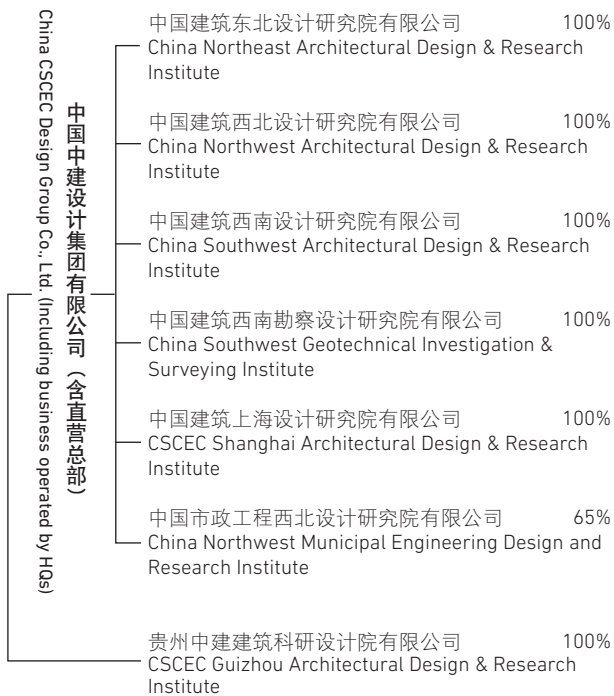 中国中建设计集团有限公司（含直营总部）
China CSCEC Design Group Co., Ltd. (Including business operated by HQs)
中国建筑东北设计研究院有限公司 100%
China Northeast Architectural Design & Research
Institute
中国建筑西北设计研究院有限公司 100%
China Northwest Architectural Design & Research
Institute
中国建筑西南设计研究院有限公司 100%
China Southwest Architectural Design & Research
Institute
中国建筑西南勘察设计研究院有限公司 100%
China Southwest Geotechnical Investigation &
Surveying Institute
中国建筑上海设计研究院有限公司 100%
CSCEC Shanghai Architectural Design & Research
Institute
中国市政工程西北设计研究院有限公司 65%
China Northwest Municipal Engineering Design and
Research Institute
贵州中建建筑科研设计院有限公司 100%
CSCEC Guizhou Architectural Design & Research
Institute